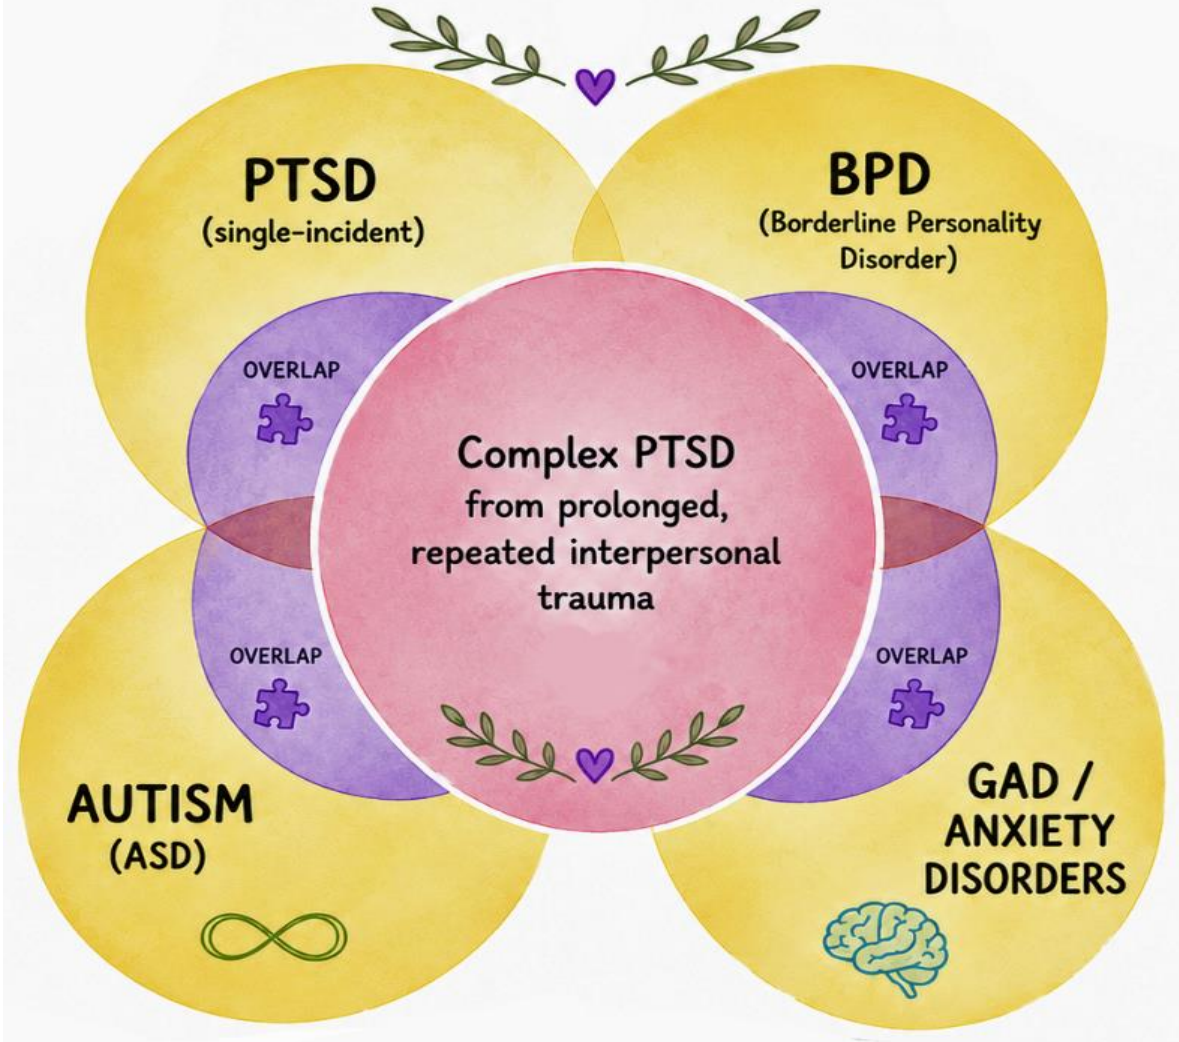 PTSD
(single-incident)
BPD
(Borderline Personality
Disorder)
OVERLAP
OVERLAP
Complex PTSD
from prolonged,
repeated interpersonal
trauma
OVERLAP
OVERLAP
AUTISM
(ASD)
GAD /
ANXIETY
DISORDERS